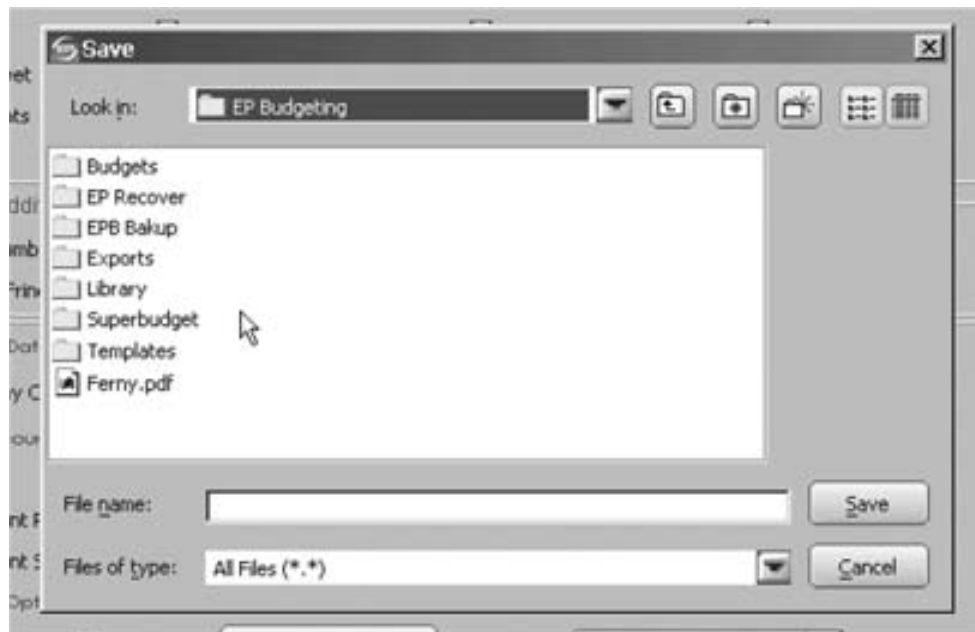 Save
Look in: EP Budgeting
Budgets
EP Recover
EPB Bakup
Exports
Library
Superbudget
Templates
Ferny.pdf
File name: Save
Files of type: All Files (*.*) Cancel